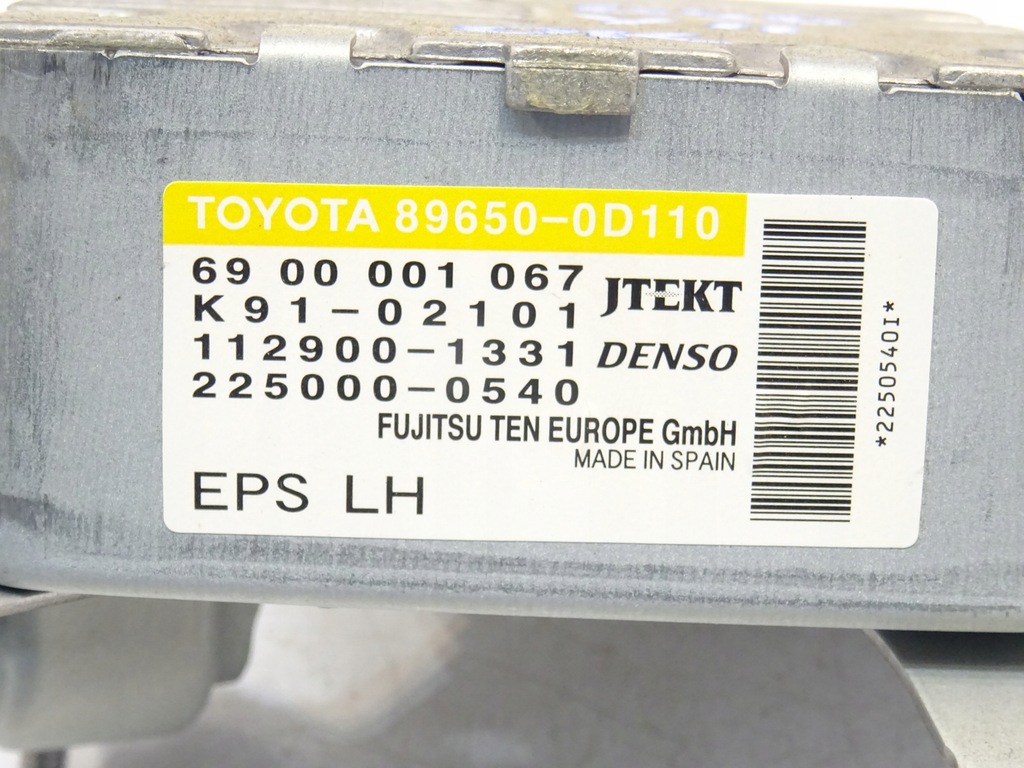 TOYOTA 89650-0D110
69 00 001 067 JTEKT
K91-02101
112900-1331 DENSO
225000-0540
FUJITSU TEN EUROPE GmbH
MADE IN SPAIN
EPS LH
*2250540I*